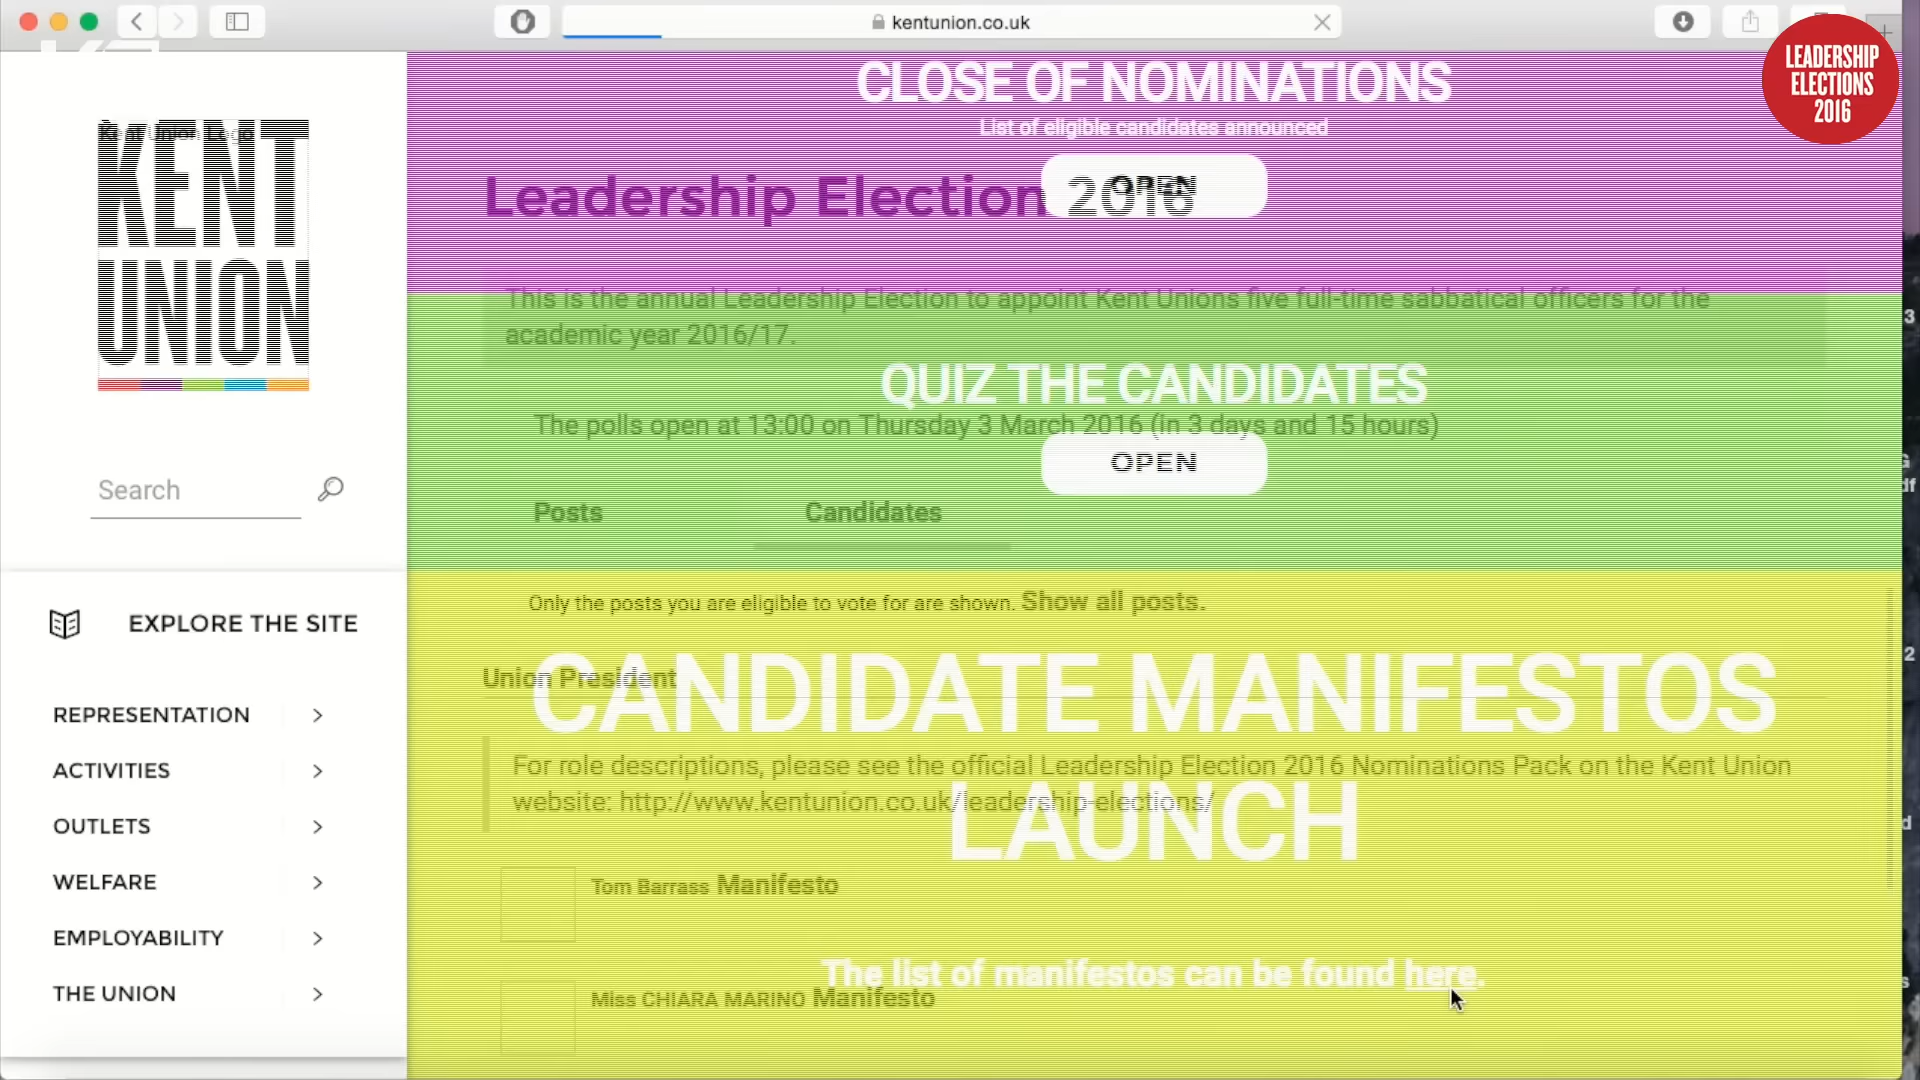 kentunion.co.uk
LEADERSHIP
ELECTIONS
2016
Kent Union Logo
KENT
UNION
Search
EXPLORE THE SITE
REPRESENTATION
ACTIVITIES
OUTLETS
WELFARE
EMPLOYABILITY
THE UNION
CLOSE OF NOMINATIONS
List of eligible candidates announced
OPEN
Leadership Election 2016
This is the annual Leadership Election to appoint Kent Unions five full-time sabbatical officers for the
academic year 2016/17.
QUIZ THE CANDIDATES
The polls open at 13:00 on Thursday 3 March 2016 (in 3 days and 15 hours)
OPEN
Posts Candidates
Only the posts you are eligible to vote for are shown. Show all posts.
Union President
CANDIDATE MANIFESTOS
LAUNCH
For role descriptions, please see the official Leadership Election 2016 Nominations Pack on the Kent Union
website: http://www.kentunion.co.uk/leadership-elections/
Tom Barrass Manifesto
The list of manifestos can be found here.
Miss CHIARA MARINO Manifesto